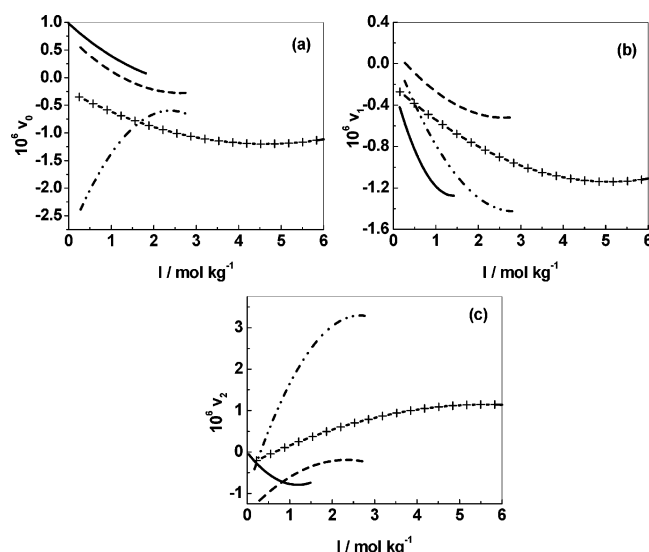 (a)
10⁶ v₀
1.0
0.5
0.0
-0.5
-1.0
-1.5
-2.0
-2.5
0 1 2 3 4 5 6
I / mol kg⁻¹
(b)
10⁶ v₁
0.4
0.0
-0.4
-0.8
-1.2
-1.6
0 1 2 3 4 5 6
I / mol kg⁻¹
(c)
10⁶ v₂
3
2
1
0
-1
0 1 2 3 4 5 6
I / mol kg⁻¹